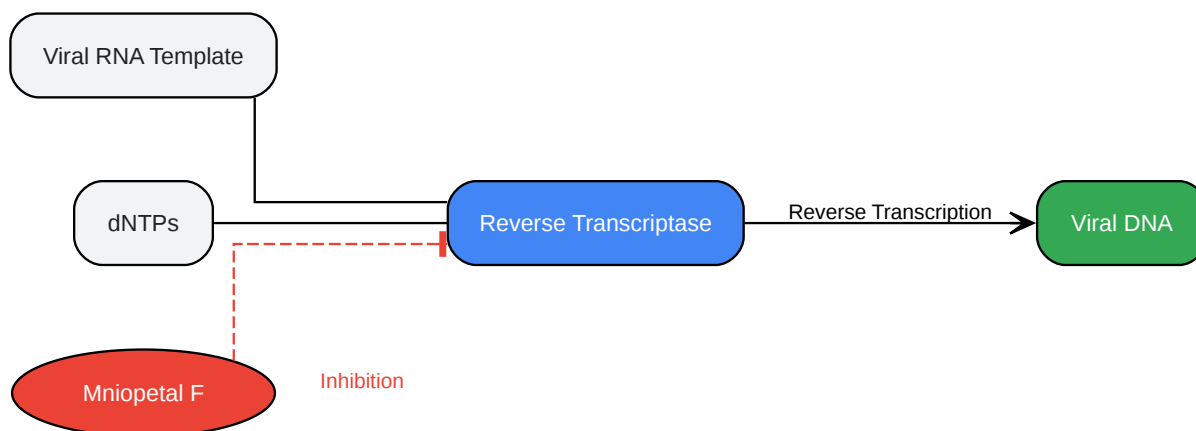 Viral RNA Template
dNTPs
Reverse Transcriptase
Reverse Transcription
Viral DNA
Mniopetal F
Inhibition